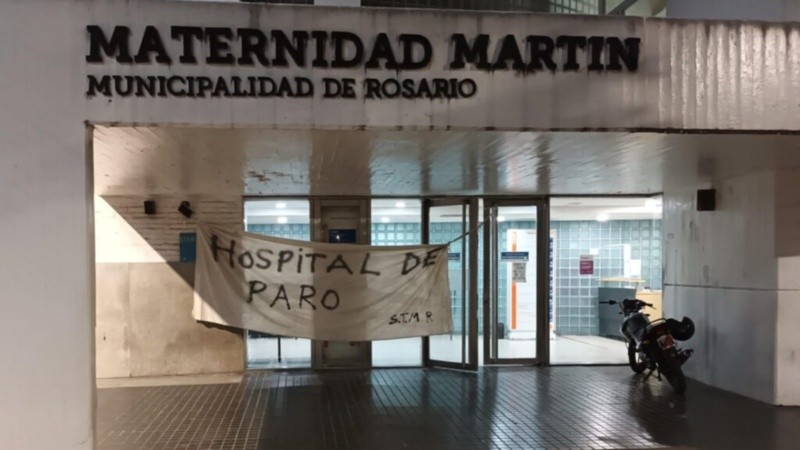 MATERNIDAD MARTIN
MUNICIPALIDAD DE ROSARIO
HOSPITAL DE
PARO
S.T.M.R